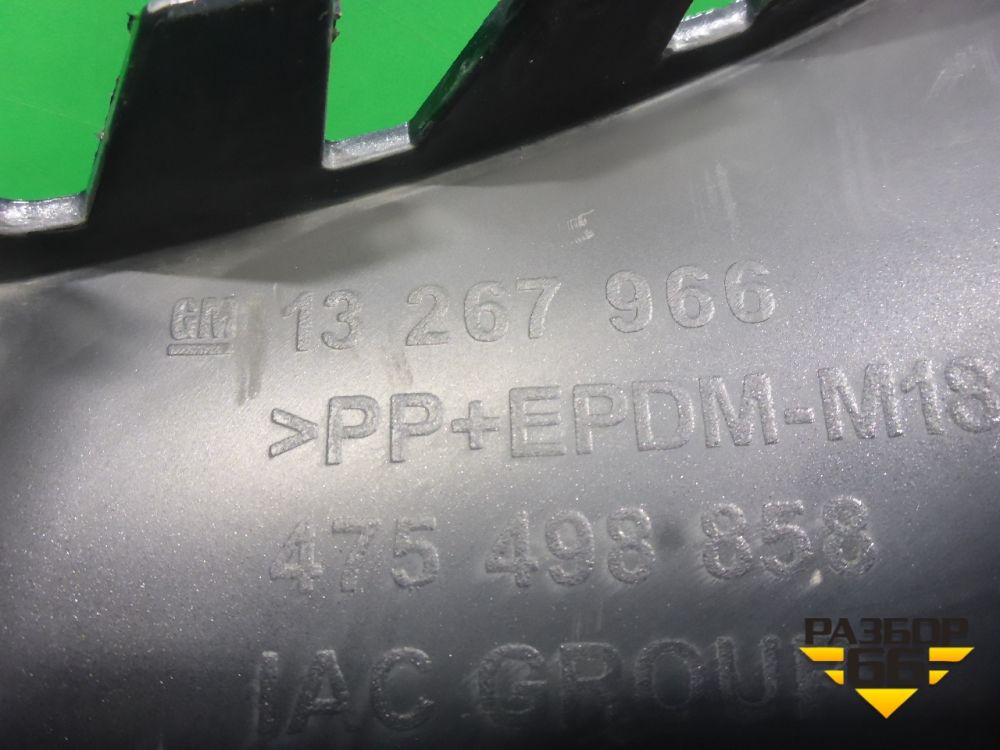 GM 13 267 966
>PP+EPDM-M18
475 498 858
IAC GROUP
РАЗБОР
66